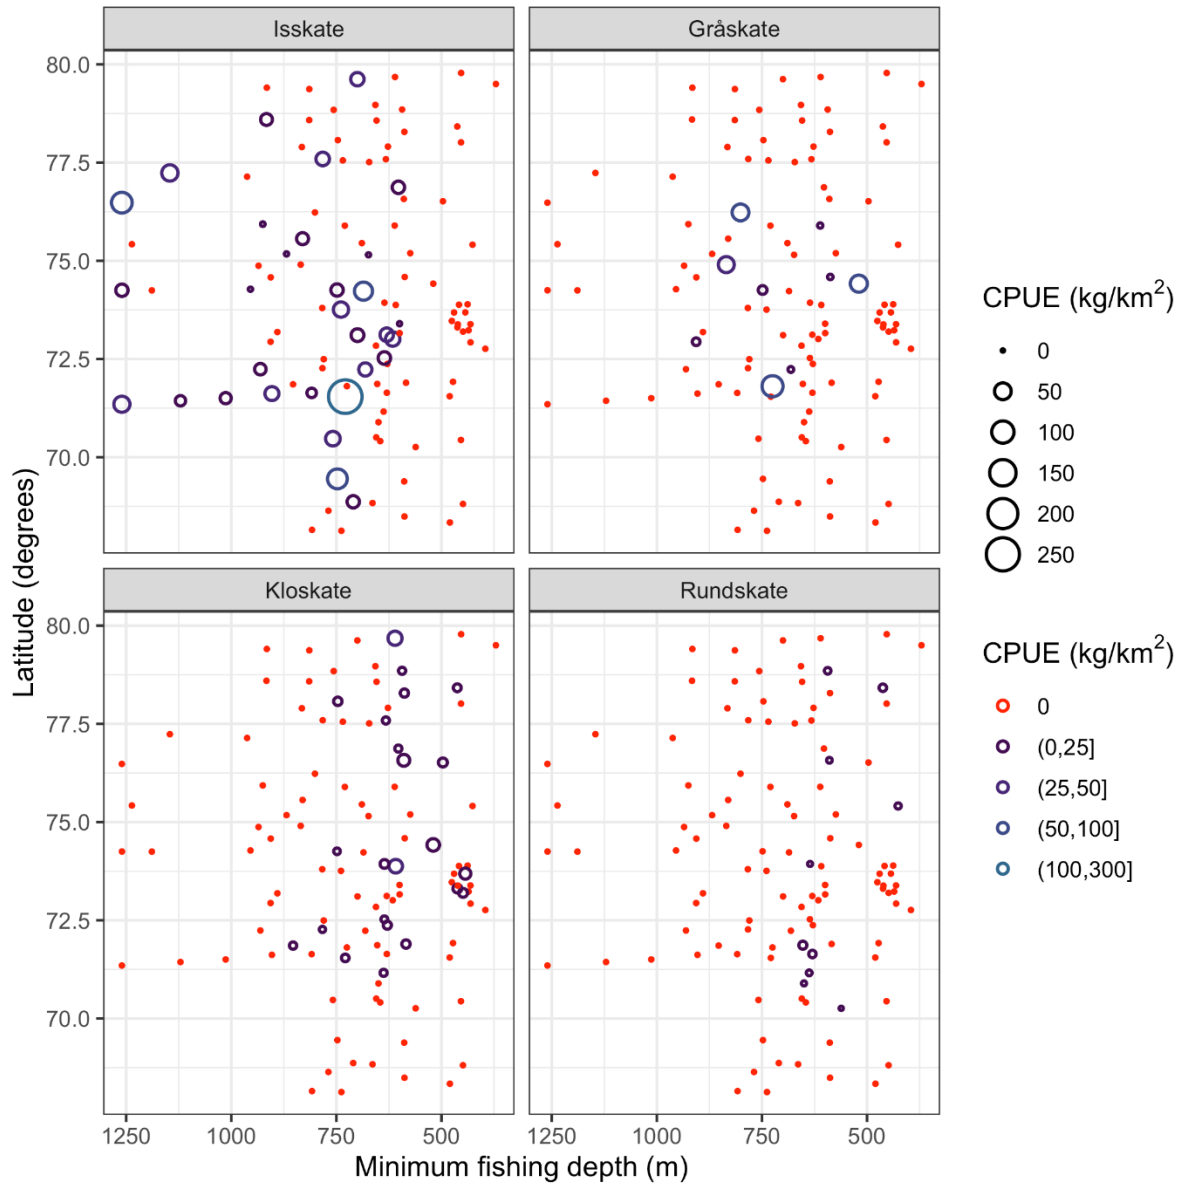 Isskate
Gråskate
80.0
77.5
75.0
72.5
70.0
Kloskate
Rundskate
80.0
77.5
75.0
72.5
70.0
1250 1000 750 500
1250 1000 750 500
Minimum fishing depth (m)
Latitude (degrees)
CPUE (kg/km²)
0
50
100
150
200
250
CPUE (kg/km²)
0
(0,25]
(25,50]
(50,100]
(100,300]